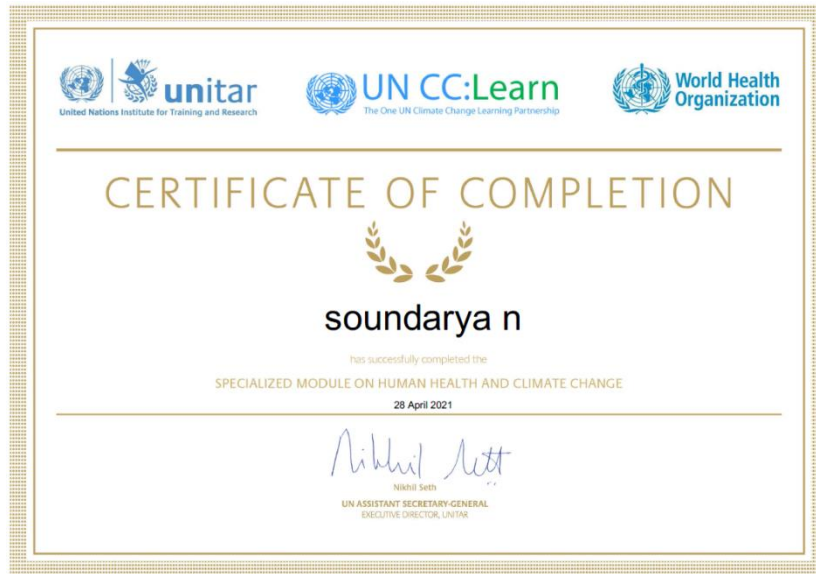 unitar
United Nations Institute for Training and Research
UN CC:Learn
The One UN Climate Change Learning Partnership
World Health
Organization
CERTIFICATE OF COMPLETION
soundarya n
has successfully completed the
SPECIALIZED MODULE ON HUMAN HEALTH AND CLIMATE CHANGE
28 April 2021
Nikhil Seth
Nikhil Seth
UN ASSISTANT SECRETARY-GENERAL
EXECUTIVE DIRECTOR, UNITAR